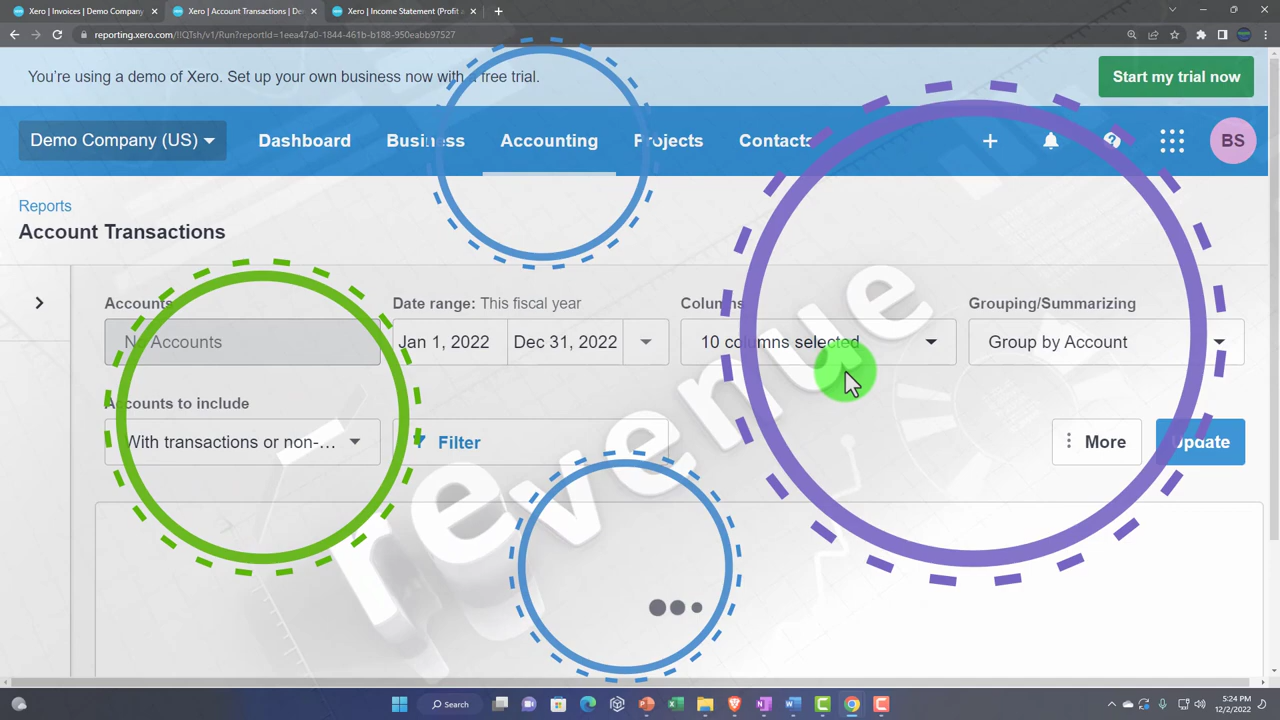 Xero | Invoices | Demo Company
Xero | Account Transactions | De
Xero | Income Statement (Profit a
reporting.xero.com/!IQTsh/v1/Run?reportId=1eea47a0-1844-461b-b188-950eabb97527
You're using a demo of Xero. Set up your own business now with a free trial.
Start my trial now
Demo Company (US)
Dashboard
Business
Accounting
Projects
Contacts
BS
Reports
Account Transactions
Accounts
Date range: This fiscal year
Columns
Grouping/Summarizing
No Accounts
Jan 1, 2022
Dec 31, 2022
10 columns selected
Group by Account
Accounts to include
With transactions or non-...
Filter
More
Update
revenue
Search
5:24 PM
12/2/2022